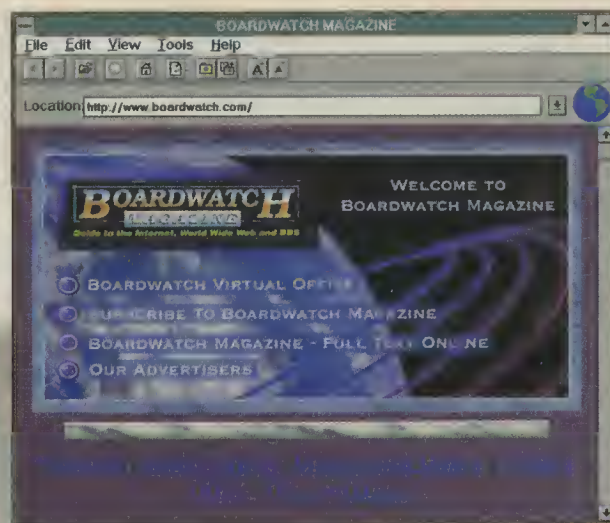 BOARDWATCH MAGAZINE
File Edit View Tools Help
A A
Location: http://www.boardwatch.com/
BOARDWATCH
MAGAZINE
Guide to the Internet, World Wide Web and BBS
WELCOME TO
BOARDWATCH MAGAZINE
BOARDWATCH VIRTUAL OFFICE
SUBSCRIBE TO BOARDWATCH MAGAZINE
BOARDWATCH MAGAZINE - FULL TEXT ONLINE
OUR ADVERTISERS